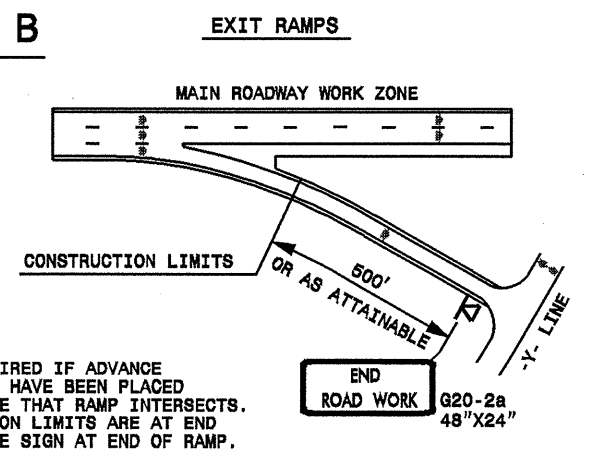 B
EXIT RAMPS
MAIN ROADWAY WORK ZONE
CONSTRUCTION LIMITS
500'
OR AS ATTAINABLE
-Y- LINE
END
ROAD WORK
G20-2a
48"X24"
IRED IF ADVANCE
HAVE BEEN PLACED
E THAT RAMP INTERSECTS.
ON LIMITS ARE AT END
E SIGN AT END OF RAMP.